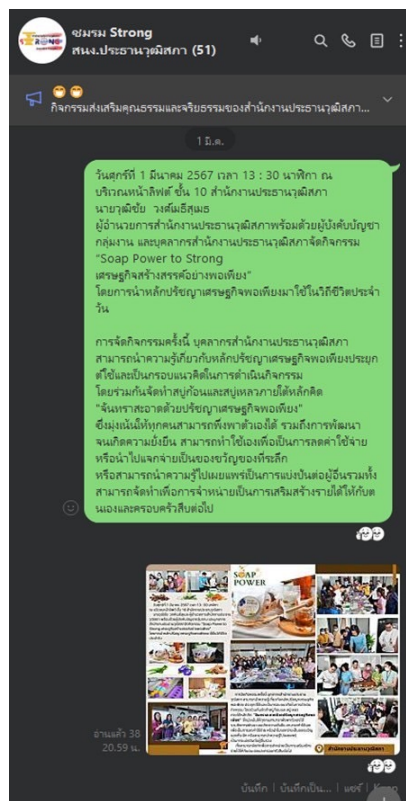 ชมรม Strong
สนง.ประธานวุฒิสภา (51)
กิจกรรมส่งเสริมคุณธรรมและจริยธรรมของสำนักงานประธานวุฒิสภา...
1 มี.ค.
วันศุกร์ที่ 1 มีนาคม 2567 เวลา 13 : 30 นาฬิกา ณ
บริเวณหน้าลิฟต์ ชั้น 10 สำนักงานประธานวุฒิสภา
นายวุฒิชัย วงศ์เมธีสุเมธ
ผู้อำนวยการสำนักงานประธานวุฒิสภาพร้อมด้วยผู้บังคับบัญชา
กลุ่มงาน และบุคลากรสำนักงานประธานวุฒิสภาจัดกิจกรรม
"Soap Power to Strong
เศรษฐกิจสร้างสรรค์อย่างพอเพียง"
โดยการนำหลักปรัชญาเศรษฐกิจพอเพียงมาใช้ในวิถีชีวิตประจำ
วัน
การจัดกิจกรรมครั้งนี้ บุคลากรสำนักงานประธานวุฒิสภา
สามารถนำความรู้เกี่ยวกับหลักปรัชญาเศรษฐกิจพอเพียงประยุก
ต์ใช้และเป็นกรอบแนวคิดในการดำเนินกิจกรรม
โดยร่วมกันจัดทำสบู่ก้อนและสบู่เหลวภายใต้หลักคิด
"จันทราสะอาดด้วยปรัชญาเศรษฐกิจพอเพียง"
ซึ่งมุ่งเน้นให้ทุกคนสามารถพึ่งพาตัวเองได้ รวมถึงการพัฒนา
จนเกิดความยั่งยืน สามารถทำใช้เองเพื่อเป็นการลดค่าใช้จ่าย
หรือนำไปแจกจ่ายเป็นของขวัญของที่ระลึก
หรือสามารถนำความรู้ไปเผยแพร่เป็นการแบ่งปันต่อผู้อื่นรวมทั้ง
สามารถจัดทำเพื่อการจำหน่ายเป็นการเสริมสร้างรายได้ให้กับต
นเองและครอบครัวสืบต่อไป
SOAP
POWER
สำนักงานประธานวุฒิสภา
อ่านแล้ว 38
20.59 น.
บันทึก | บันทึกเป็น... | แชร์ | Keep